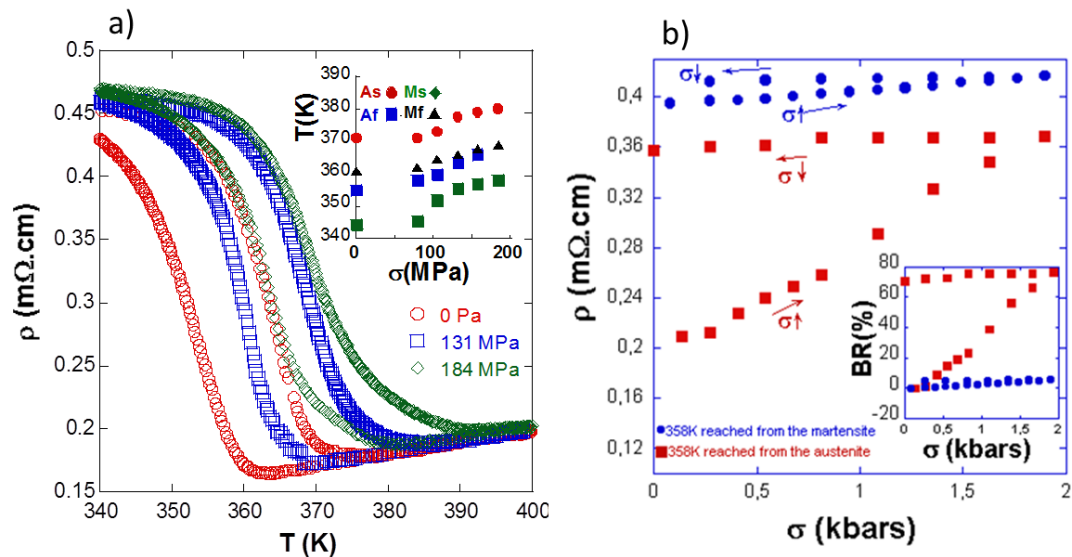 a)
ρ (mΩ.cm)
0.5
0.45
0.4
0.35
0.3
0.25
0.2
0.15
340 350 360 370 380 390 400
T (K)
T(K)
390
380
370
360
350
340
As Ms
Af Mf
0 100 200
σ(MPa)
0 Pa
131 MPa
184 MPa
b)
ρ (mΩ.cm)
0,4
0,36
0,32
0,28
0,24
0,2
0,16
0,12
0 0,5 1 1,5 2
σ (kbars)
σ↓
σ↑
σ↓
σ↑
BR(%)
80
60
40
20
0
-20
0 0.5 1 1.5 2
σ (kbars)
358K reached from the martensite
358K reached from the austenite